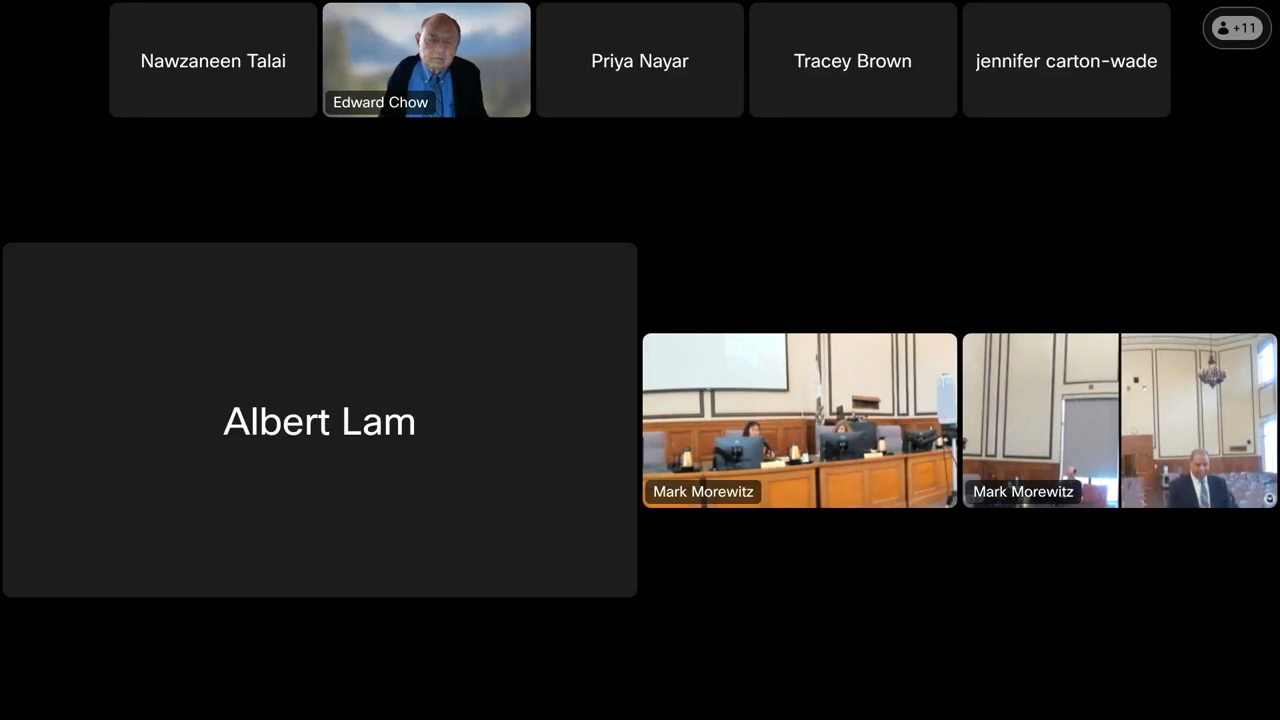 Nawzaneen Talai
Edward Chow
Priya Nayar
Tracey Brown
jennifer carton-wade
+11
Albert Lam
Mark Morewitz
Mark Morewitz